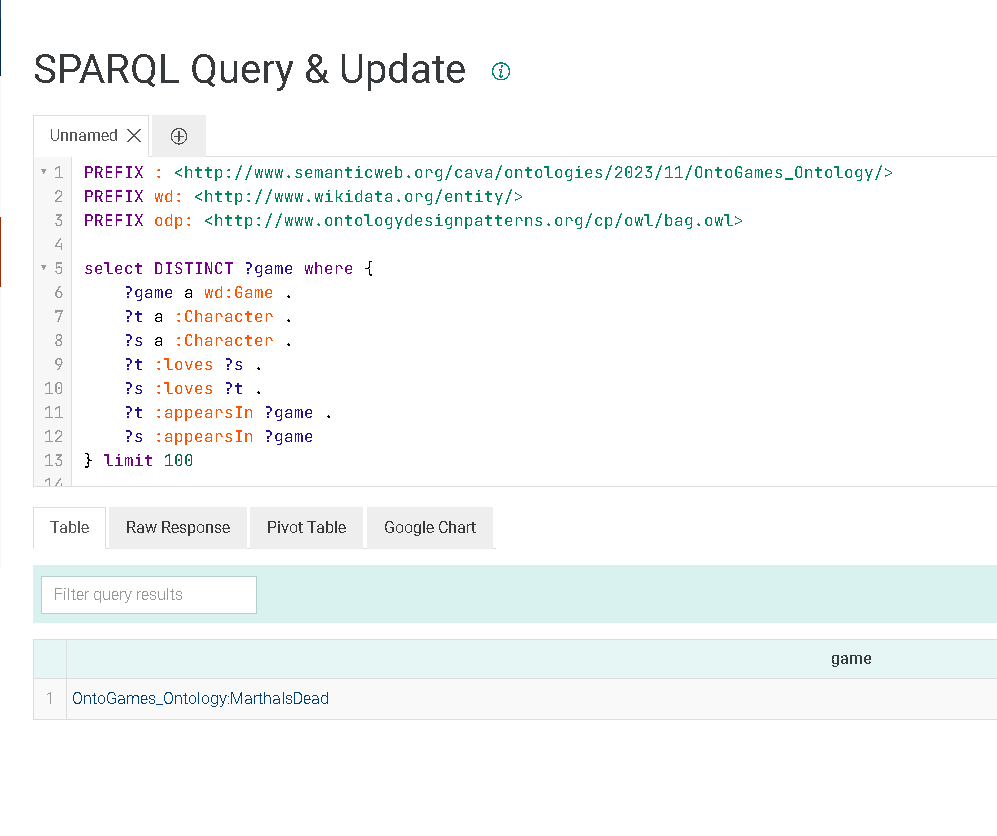 SPARQL Query & Update
Unnamed
1 PREFIX : <http://www.semanticweb.org/cava/ontologies/2023/11/OntoGames_Ontology/>
2 PREFIX wd: <http://www.wikidata.org/entity/>
3 PREFIX odp: <http://www.ontologydesignpatterns.org/cp/owl/bag.owl>
4
5 select DISTINCT ?game where {
6 ?game a wd:Game .
7 ?t a :Character .
8 ?s a :Character .
9 ?t :loves ?s .
10 ?s :loves ?t .
11 ?t :appearsIn ?game .
12 ?s :appearsIn ?game
13 } limit 100
14
Table Raw Response Pivot Table Google Chart
Filter query results
game
1 OntoGames_Ontology:MarthaIsDead